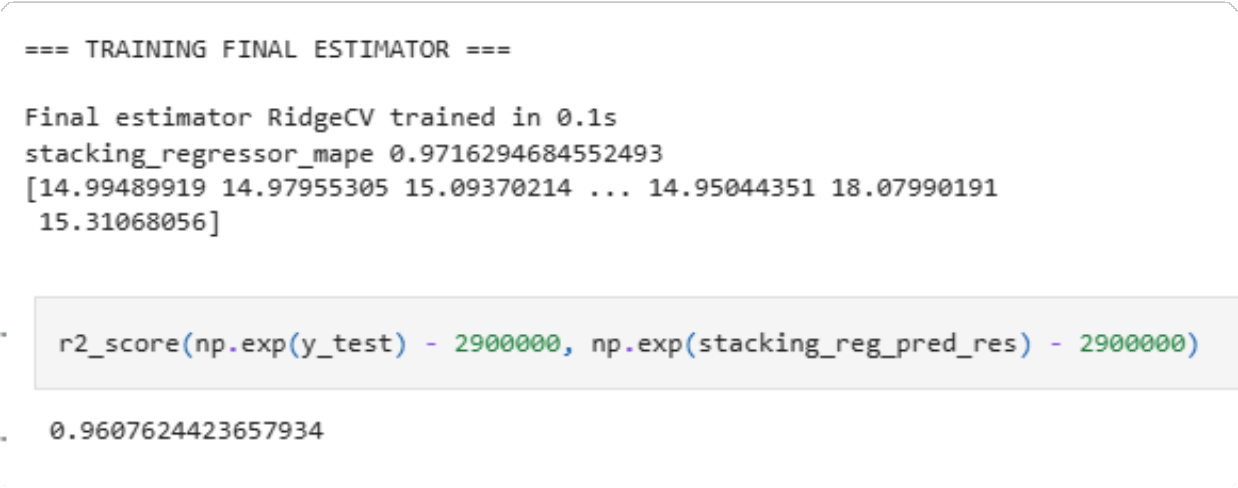 === TRAINING FINAL ESTIMATOR ===
Final estimator RidgeCV trained in 0.1s
stacking_regressor_mape 0.9716294684552493
[14.99489919 14.97955305 15.09370214 ... 14.95044351 18.07990191
15.31068056]
r2_score(np.exp(y_test) - 2900000, np.exp(stacking_reg_pred_res) - 2900000)
0.9607624423657934